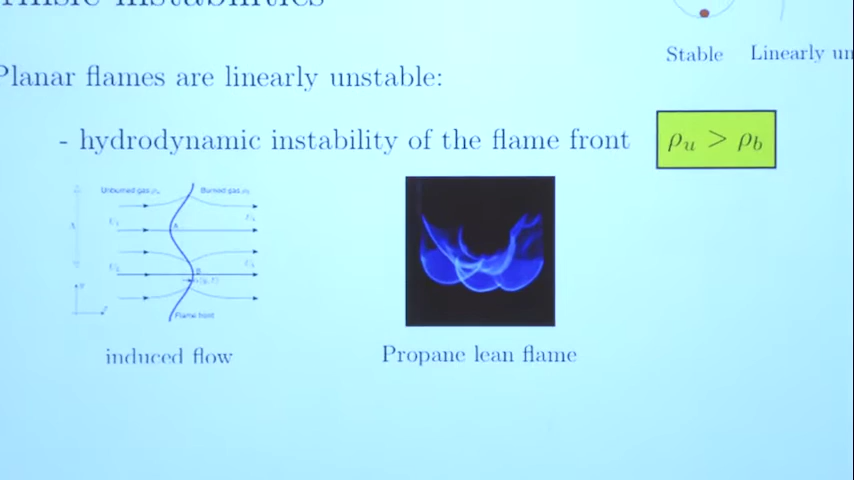 Stable Linearly
Planar flames are linearly unstable:
- hydrodynamic instability of the flame front ρu > ρb
Unburned gas Burned gas
A
B
Flame front
induced flow Propane lean flame